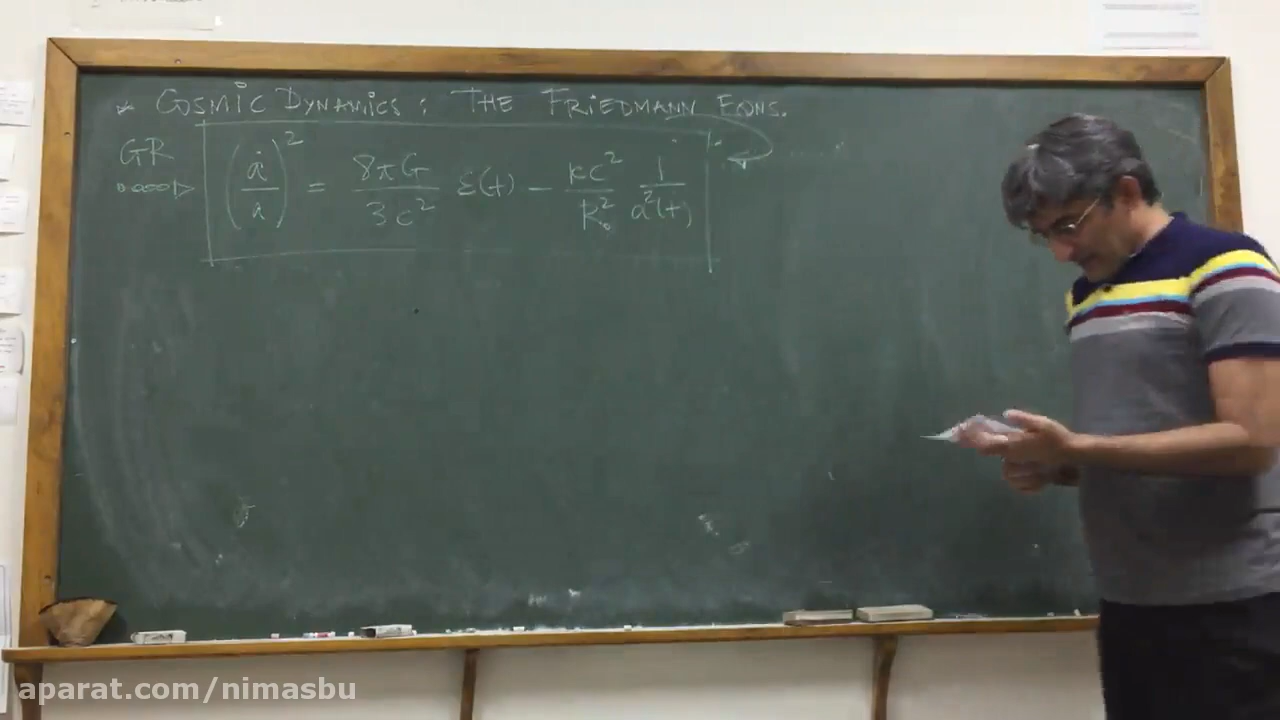 * COSMIC DYNAMICS: THE FRIEDMANN EQNS.
GR (ȧ/a)² = 8πG/3c² ε(t) − kc²/R₀² 1/a²(t)
aparat.com/nimasbu